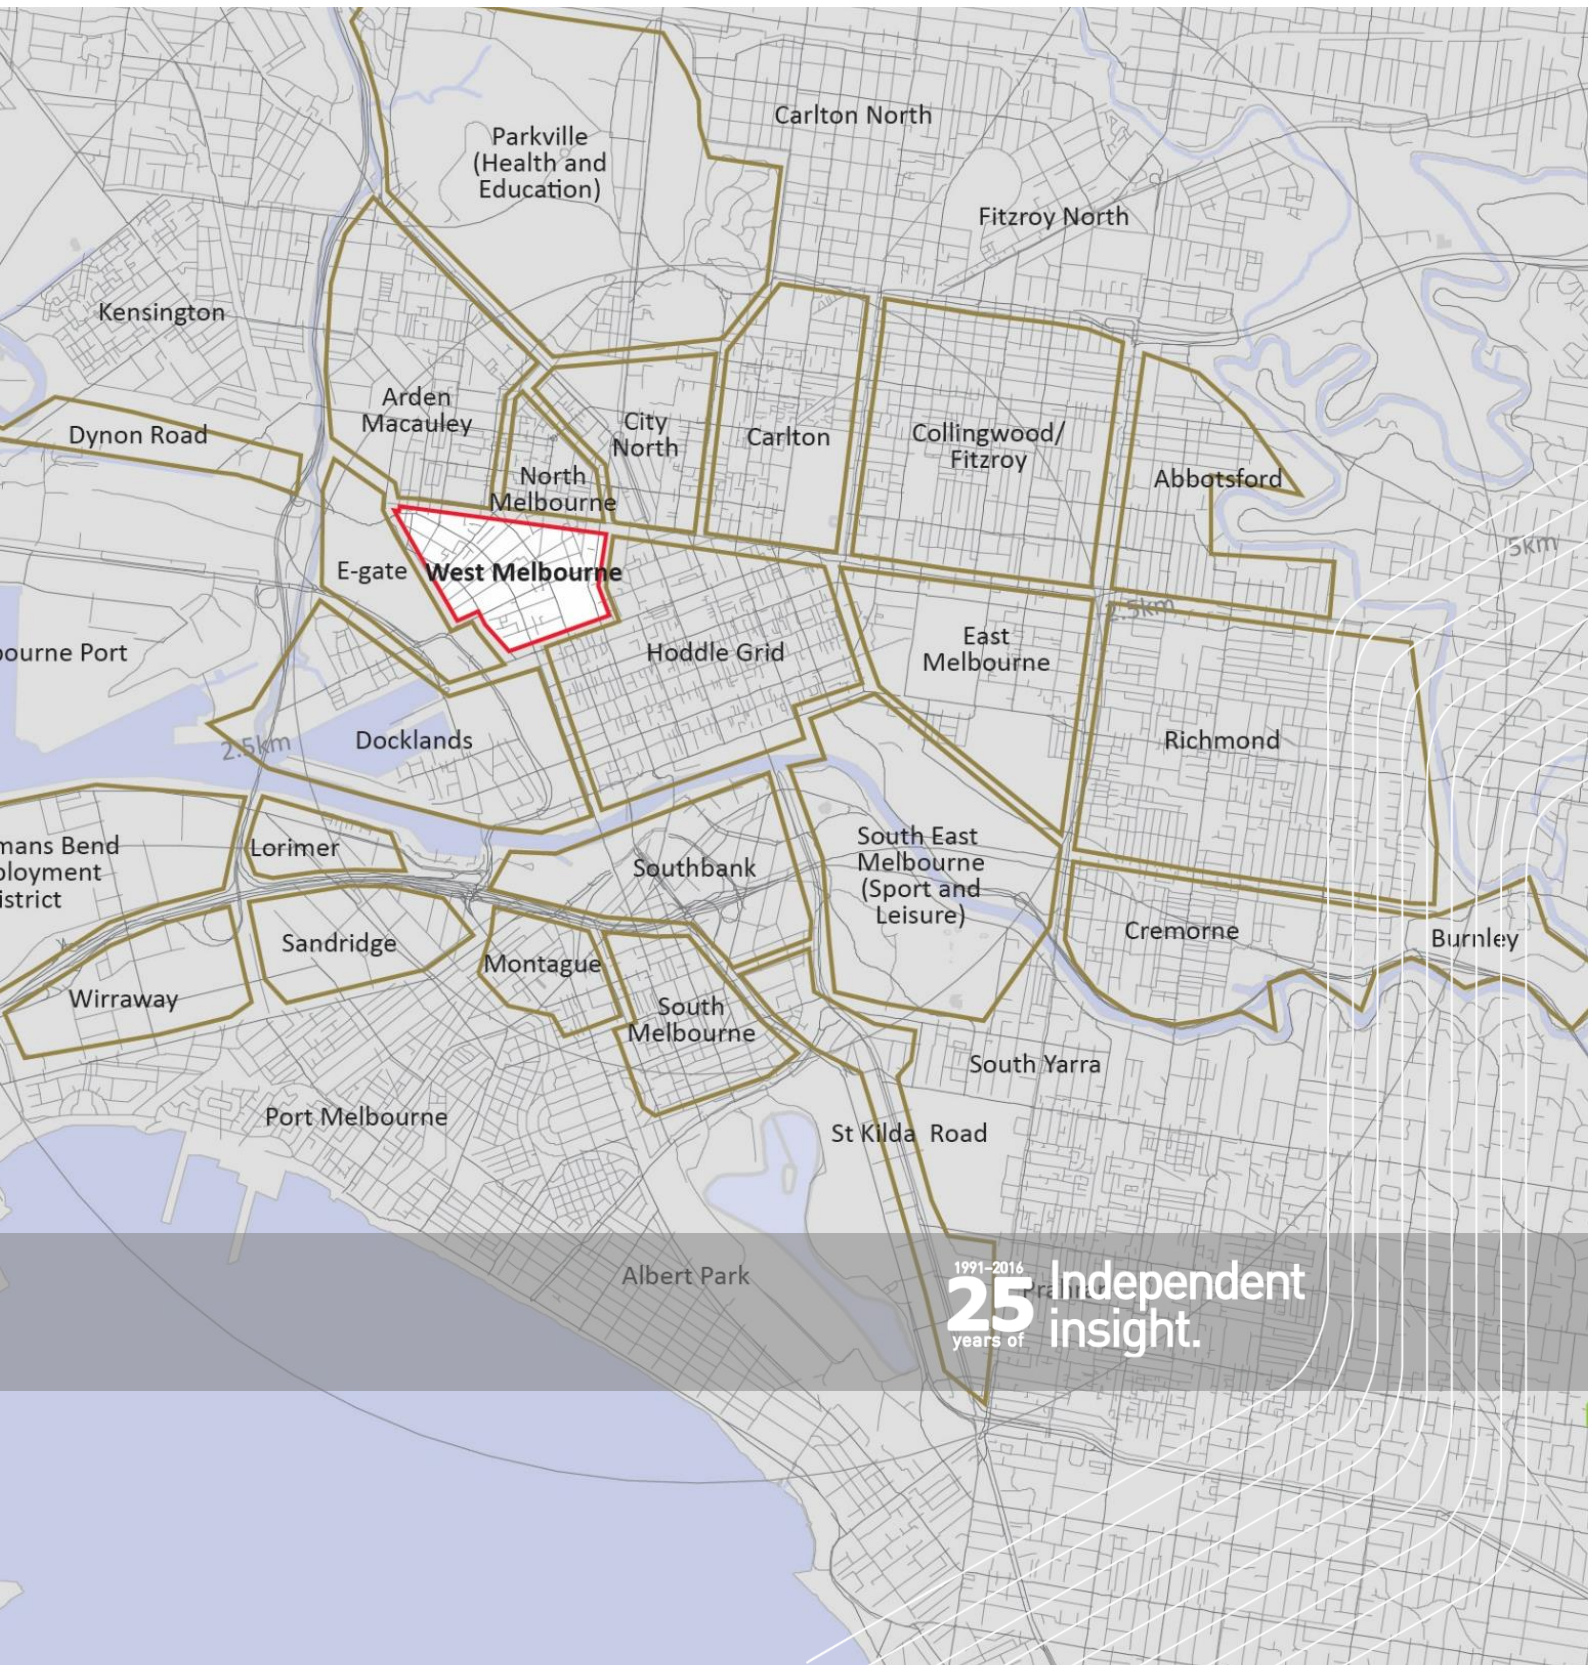 Carlton North
Parkville
(Health and
Education)
Fitzroy North
Kensington
Arden
Macauley
City
North
Dynon Road
Carlton
Collingwood/
Fitzroy
North
Melbourne
Abbotsford
5km
E-gate
West Melbourne
2.5km
East
Melbourne
ourne Port
Hoddle Grid
2.5km
Docklands
Richmond
mans Bend
ployment
istrict
Lorimer
Southbank
South East
Melbourne
(Sport and
Leisure)
Sandridge
Cremorne
Burnley
Montague
Wirraway
South
Melbourne
South Yarra
Port Melbourne
St Kilda Road
Albert Park
Prahran
1991–2016
25
years of
Independent
insight.